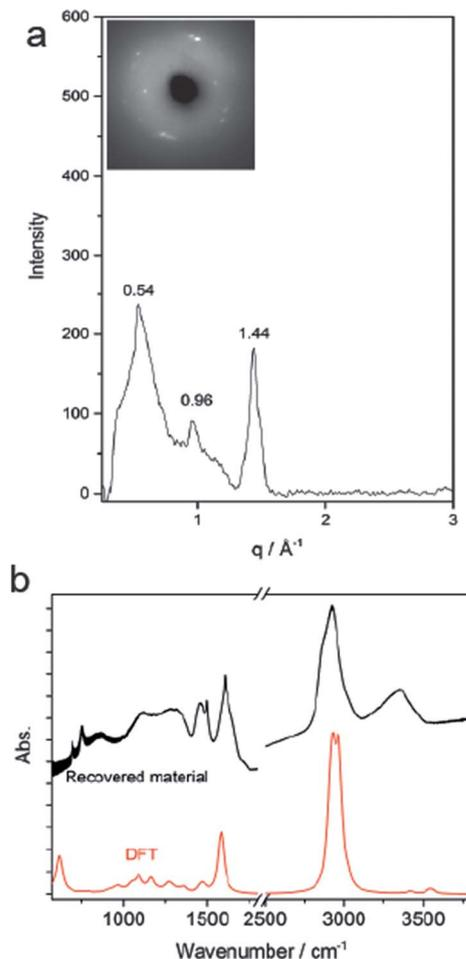 a
600
500
400
300
200
100
0
Intensity
0.54
0.96
1.44
1
2
3
q / Å-1
b
Abs.
Recovered material
DFT
1000
1500
2500
3000
3500
Wavenumber / cm-1